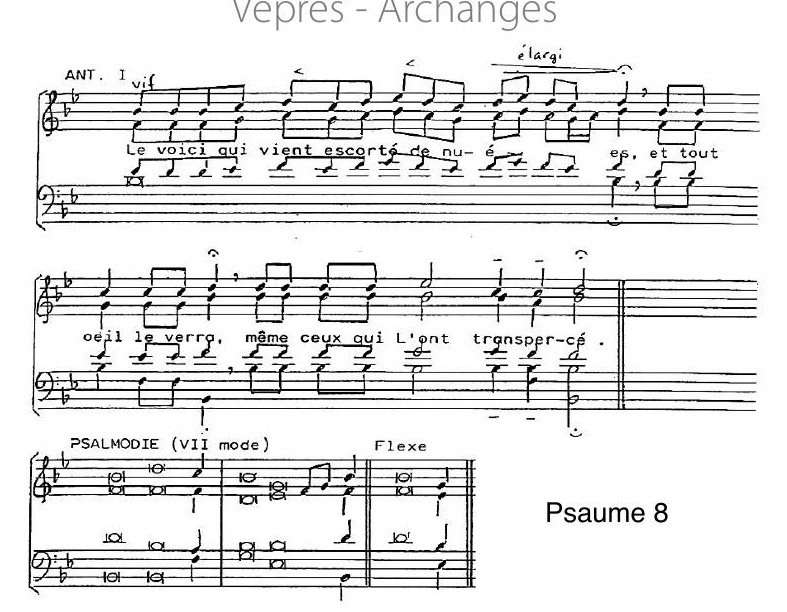 Vêpres - Archanges
élargi
ANT. I vif
Le voici qui vient escorté de nu- é es, et tout
oeil le verra, même ceux qui L'ont transper-cé .
PSALMODIE (VII mode) Flexe
Psaume 8